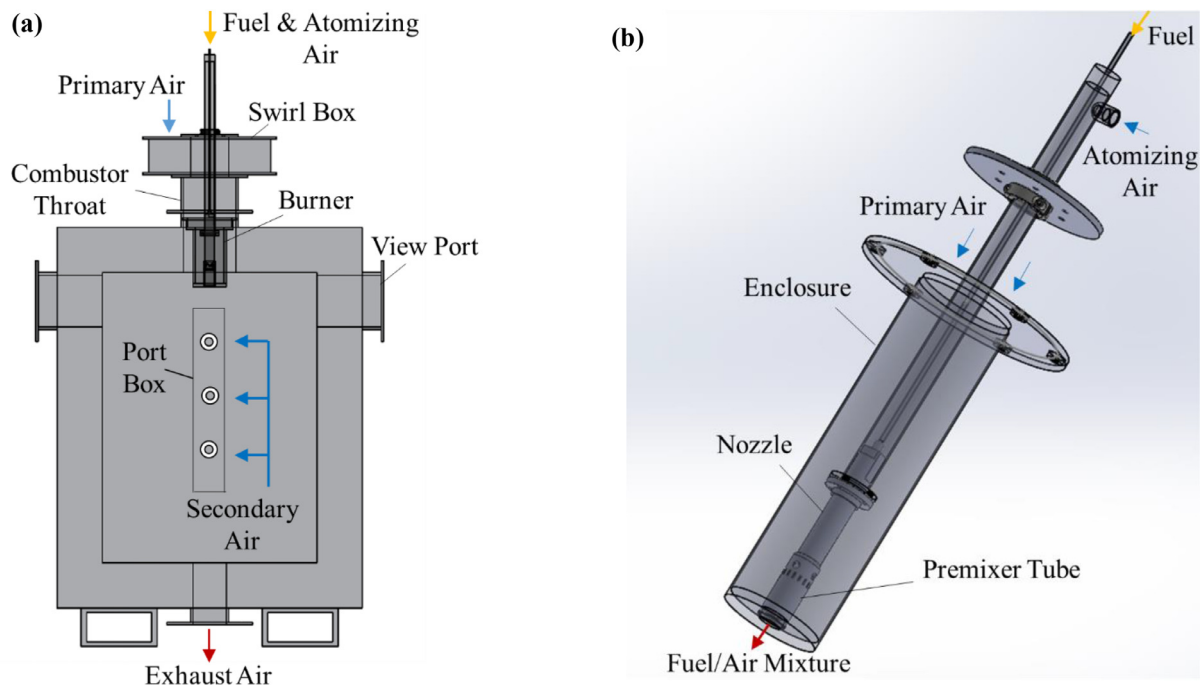 (a)
Fuel & Atomizing
Air
Primary Air
Swirl Box
Combustor
Throat
Burner
View Port
Port
Box
Secondary
Air
Exhaust Air
(b)
Fuel
Atomizing
Air
Primary Air
Enclosure
Nozzle
Premixer Tube
Fuel/Air Mixture